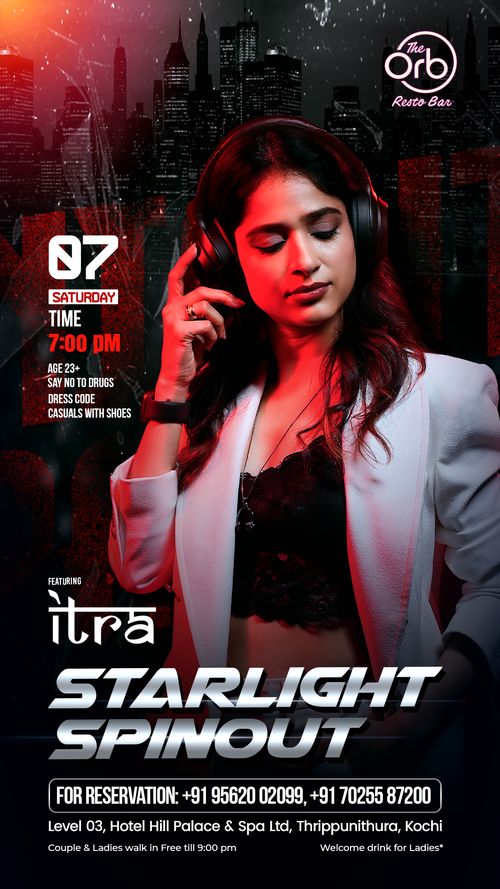 The
Orb
Resto Bar
07
SATURDAY
TIME
7:00 PM
AGE 23+
SAY NO TO DRUGS
DRESS CODE
CASUALS WITH SHOES
FEATURING
itra
STARLIGHT
SPINOUT
FOR RESERVATION: +91 95620 02099, +91 70255 87200
Level 03, Hotel Hill Palace & Spa Ltd, Thrippunithura, Kochi
Couple & Ladies walk in Free till 9:00 pm
Welcome drink for Ladies*